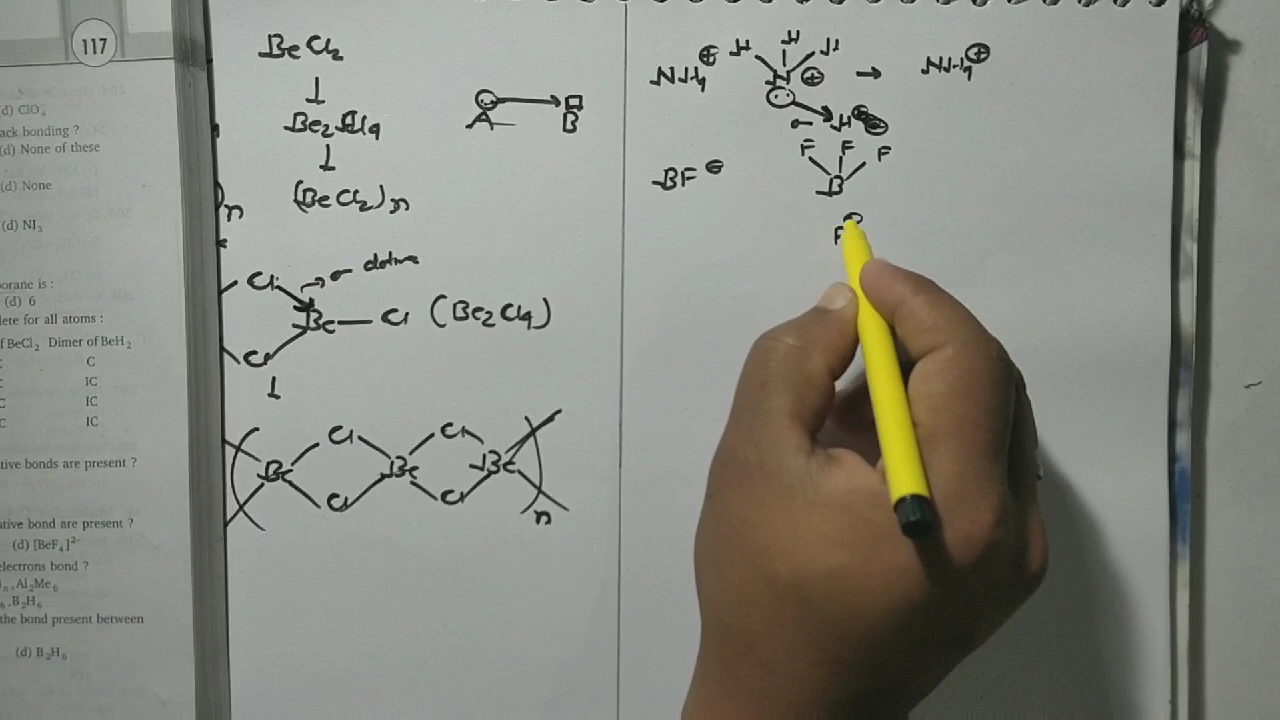 117
(d) ClO₄⁻
ack bonding ?
(d) None of these
(d) None
(d) NI₃
orane is :
(d) 6
lete for all atoms :
f BeCl₂ Dimer of BeH₂
C C
C IC
C IC
C IC
tive bonds are present ?
ative bond are present ?
(d) [BeF₄]²⁻
electrons bond ?
)ₙ, Al₂Me₆
₆, B₂H₆
the bond present between
(d) B₂H₆
BeCl₂
↓
Be₂Cl₄
↓
(BeCl₂)n
A → B
)n
Cl → σ dative
Be — Cl (Be₂Cl₄)
Cl
↓
Cl Cl
Be Be Be
Cl Cl n
NH₄⊕ H H H
N ⊕ → NH₄⊕
H
BF⊖ F F F
B
F